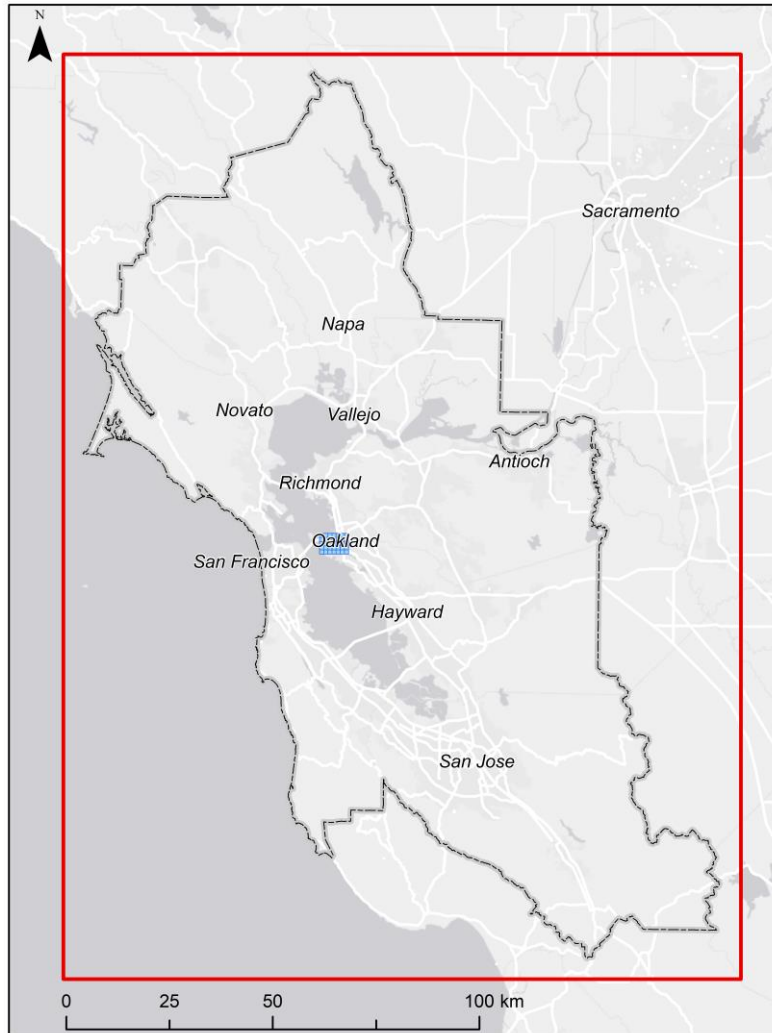 N
Sacramento
Napa
Novato
Vallejo
Antioch
Richmond
Oakland
San Francisco
Hayward
San Jose
0 25 50 100 km